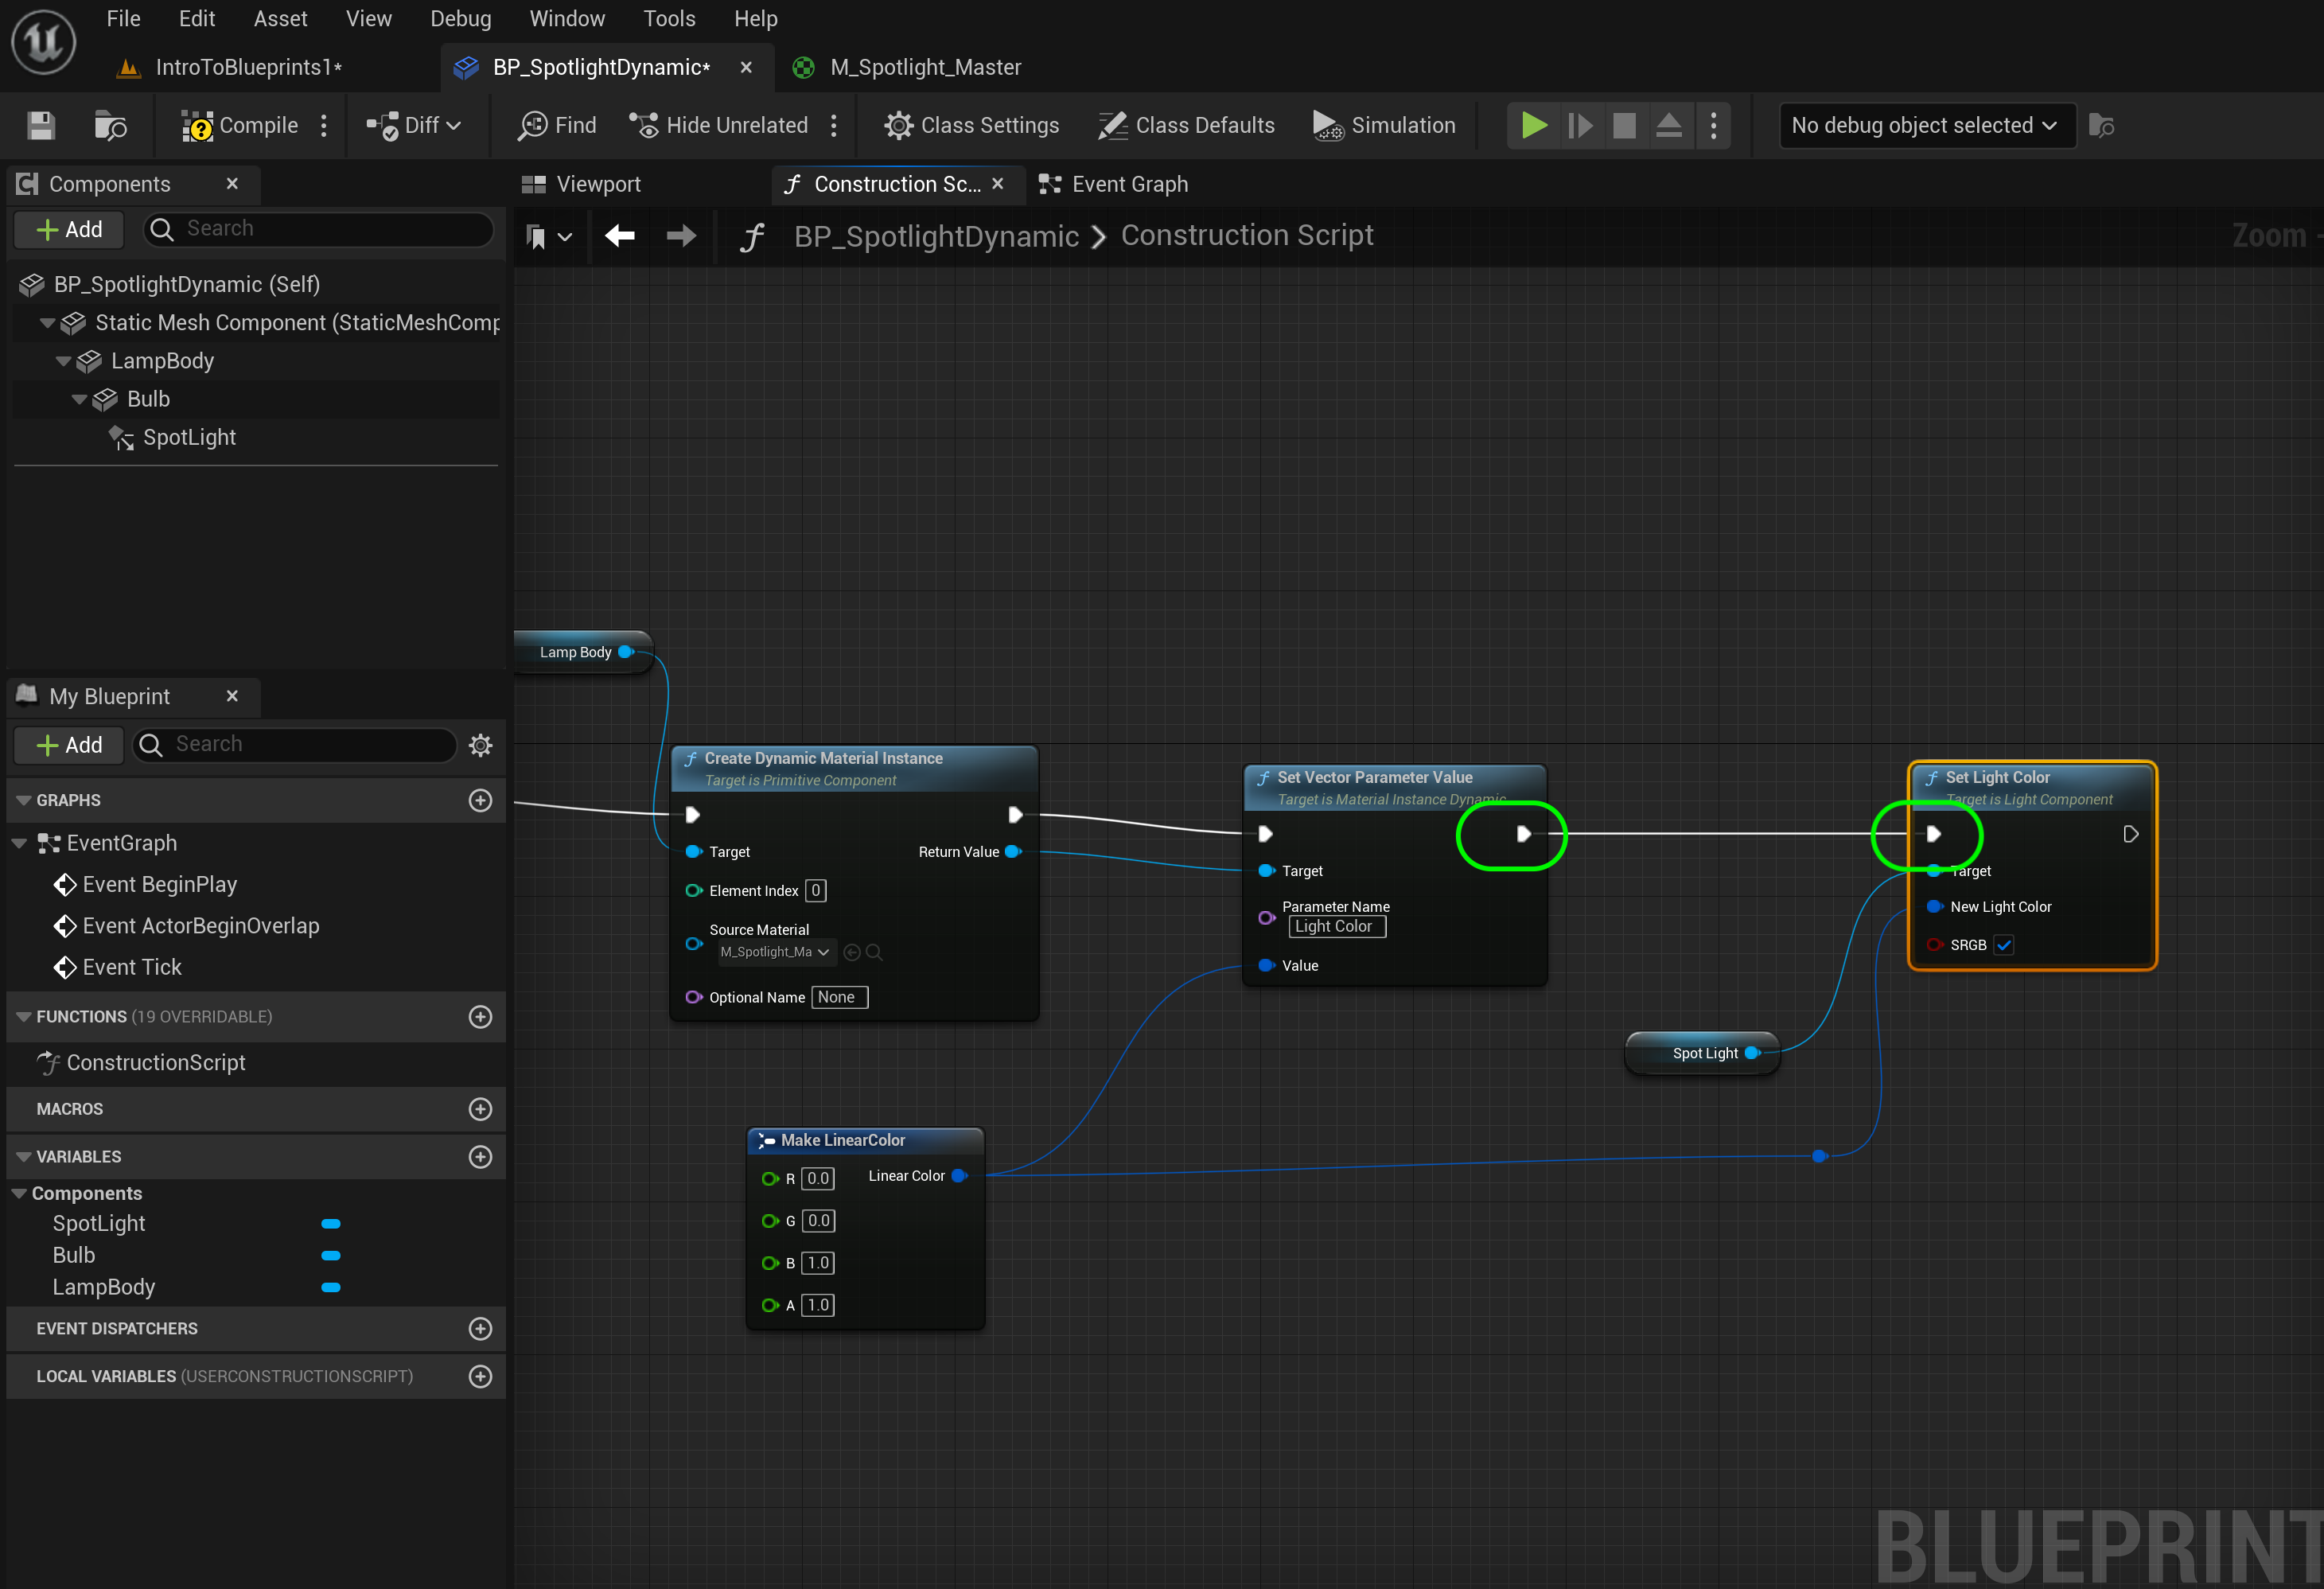 File Edit Asset View Debug Window Tools Help
IntroToBlueprints1* BP_SpotlightDynamic* M_Spotlight_Master
Compile Diff Find Hide Unrelated Class Settings Class Defaults Simulation No debug object selected
Components
Viewport Construction Sc... Event Graph
Add Search
BP_SpotlightDynamic > Construction Script Zoom -
BP_SpotlightDynamic (Self)
Static Mesh Component (StaticMeshComp
LampBody
Bulb
SpotLight
My Blueprint
Add Search
GRAPHS
EventGraph
Event BeginPlay
Event ActorBeginOverlap
Event Tick
FUNCTIONS (19 OVERRIDABLE)
ConstructionScript
MACROS
VARIABLES
Components
SpotLight
Bulb
LampBody
EVENT DISPATCHERS
LOCAL VARIABLES (USERCONSTRUCTIONSCRIPT)
Lamp Body
Create Dynamic Material Instance
Target is Primitive Component
Target Return Value
Element Index 0
Source Material
M_Spotlight_Ma
Optional Name None
Set Vector Parameter Value
Target is Material Instance Dynamic
Target
Parameter Name
Light Color
Value
Set Light Color
Target is Light Component
Target
New Light Color
SRGB
Spot Light
Make LinearColor
R 0.0 Linear Color
G 0.0
B 1.0
A 1.0
BLUEPRINT